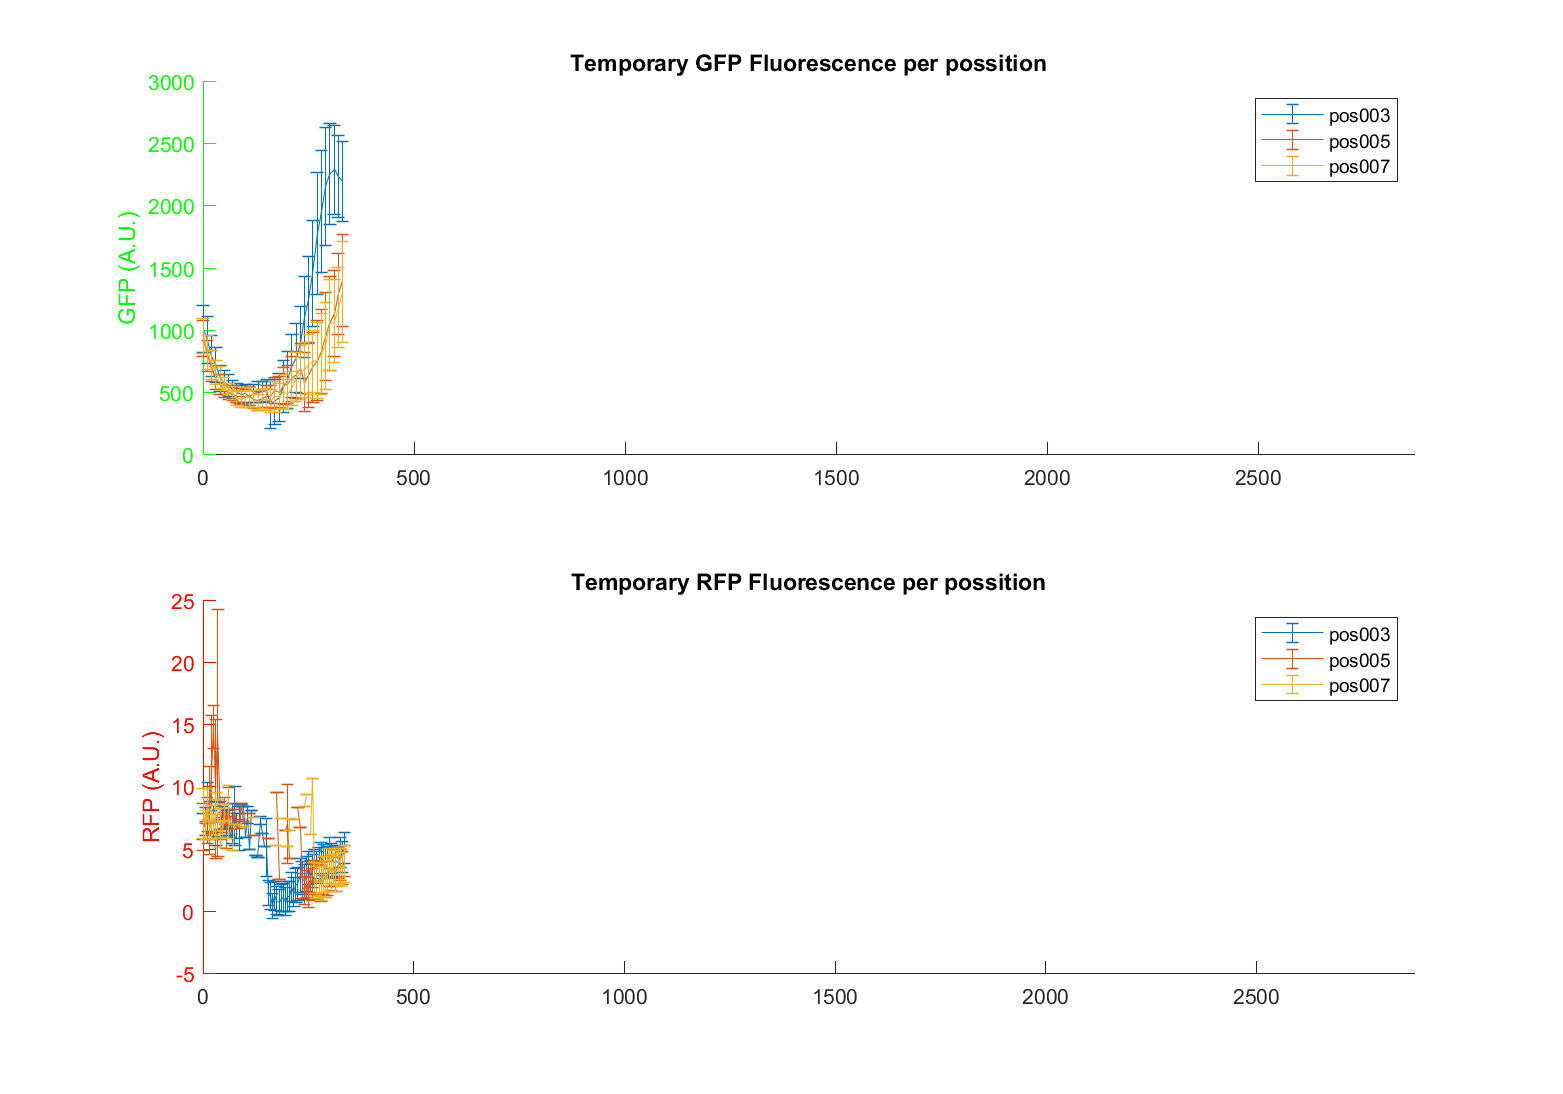 Temporary GFP Fluorescence per possition
3000
2500
2000
1500
1000
500
0
GFP (A.U.)
0 500 1000 1500 2000 2500
pos003
pos005
pos007
Temporary RFP Fluorescence per possition
25
20
15
10
5
0
-5
RFP (A.U.)
0 500 1000 1500 2000 2500
pos003
pos005
pos007